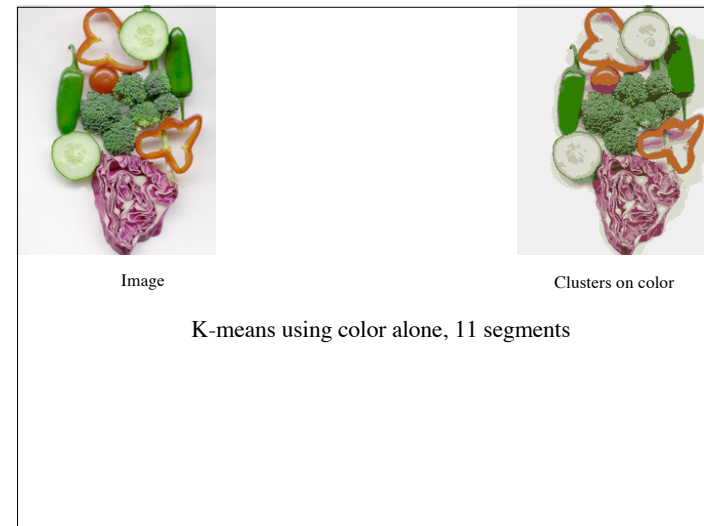 Image
Clusters on color
K-means using color alone, 11 segments